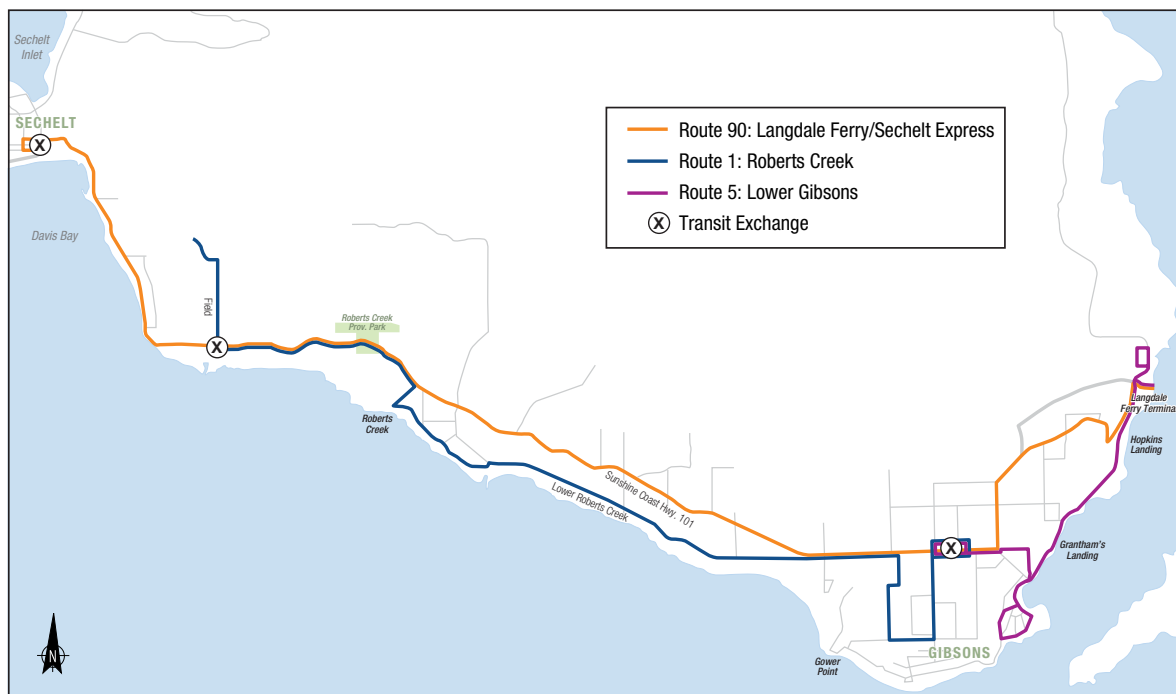 Sechelt
Inlet
SECHELT
X
Davis Bay
Route 90: Langdale Ferry/Sechelt Express
Route 1: Roberts Creek
Route 5: Lower Gibsons
X Transit Exchange
Field
X
Roberts Creek
Prov. Park
Roberts
Creek
Lower Roberts Creek
Sunshine Coast Hwy. 101
Langdale
Ferry Terminal
Hopkins
Landing
X
Grantham's
Landing
GIBSONS
Gower
Point
N